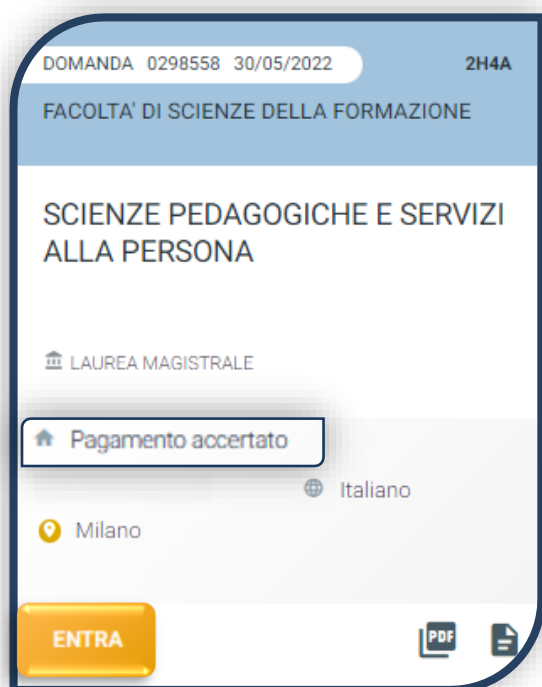 DOMANDA 0298558 30/05/2022 2H4A
FACOLTA' DI SCIENZE DELLA FORMAZIONE
SCIENZE PEDAGOGICHE E SERVIZI
ALLA PERSONA
LAUREA MAGISTRALE
Pagamento accertato
Italiano
Milano
ENTRA
PDF